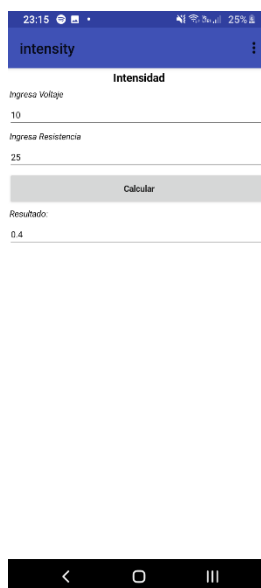 23:15 25%
intensity
Intensidad
Ingresa Voltaje
10
Ingresa Resistencia
25
Calcular
Resultado:
0.4